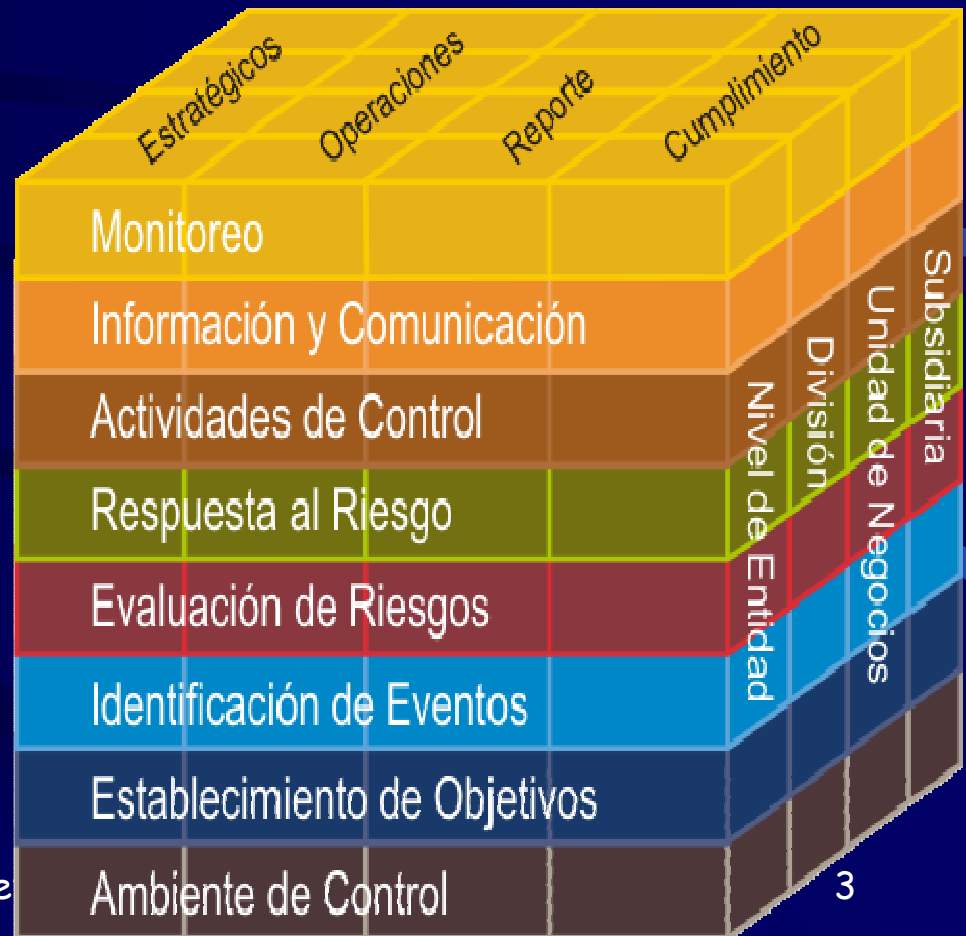 Estratégicos
Operaciones
Reporte
Cumplimiento
Monitoreo
Información y Comunicación
Actividades de Control
Respuesta al Riesgo
Evaluación de Riesgos
Identificación de Eventos
Establecimiento de Objetivos
Ambiente de Control
Nivel de Entidad
División
Unidad de Negocios
Subsidiaria
e
3